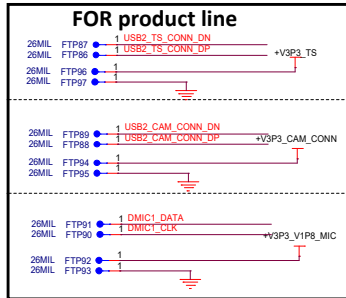 FOR product line
26MIL FTP87 1 USB2_TS_CONN_DN
26MIL FTP86 1 USB2_TS_CONN_DP
+V3P3_TS
26MIL FTP96 1
26MIL FTP97 1
26MIL FTP89 1 USB2_CAM_CONN_DN
26MIL FTP88 1 USB2_CAM_CONN_DP
+V3P3_CAM_CONN
26MIL FTP94 1
26MIL FTP95 1
26MIL FTP91 1 DMIC1_DATA
26MIL FTP90 1 DMIC1_CLK
+V3P3_V1P8_MIC
26MIL FTP92 1
26MIL FTP93 1